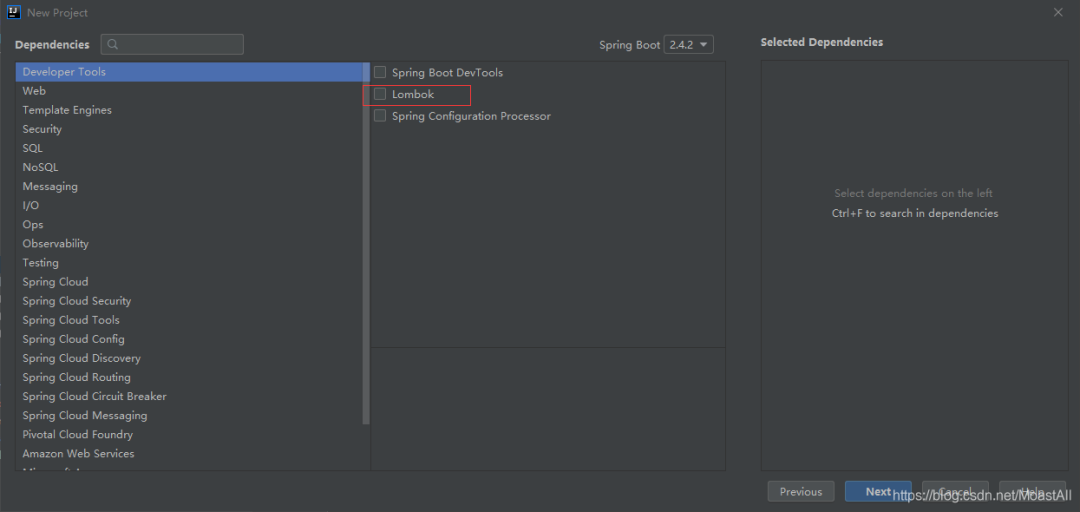 New Project
Dependencies
Spring Boot 2.4.2
Selected Dependencies
Developer Tools
Web
Template Engines
Security
SQL
NoSQL
Messaging
I/O
Ops
Observability
Testing
Spring Cloud
Spring Cloud Security
Spring Cloud Tools
Spring Cloud Config
Spring Cloud Discovery
Spring Cloud Routing
Spring Cloud Circuit Breaker
Spring Cloud Messaging
Pivotal Cloud Foundry
Amazon Web Services
Spring Boot DevTools
Lombok
Spring Configuration Processor
Select dependencies on the left
Ctrl+F to search in dependencies
Previous
Next
Cancel
Help
https://blog.csdn.net/MoastAll